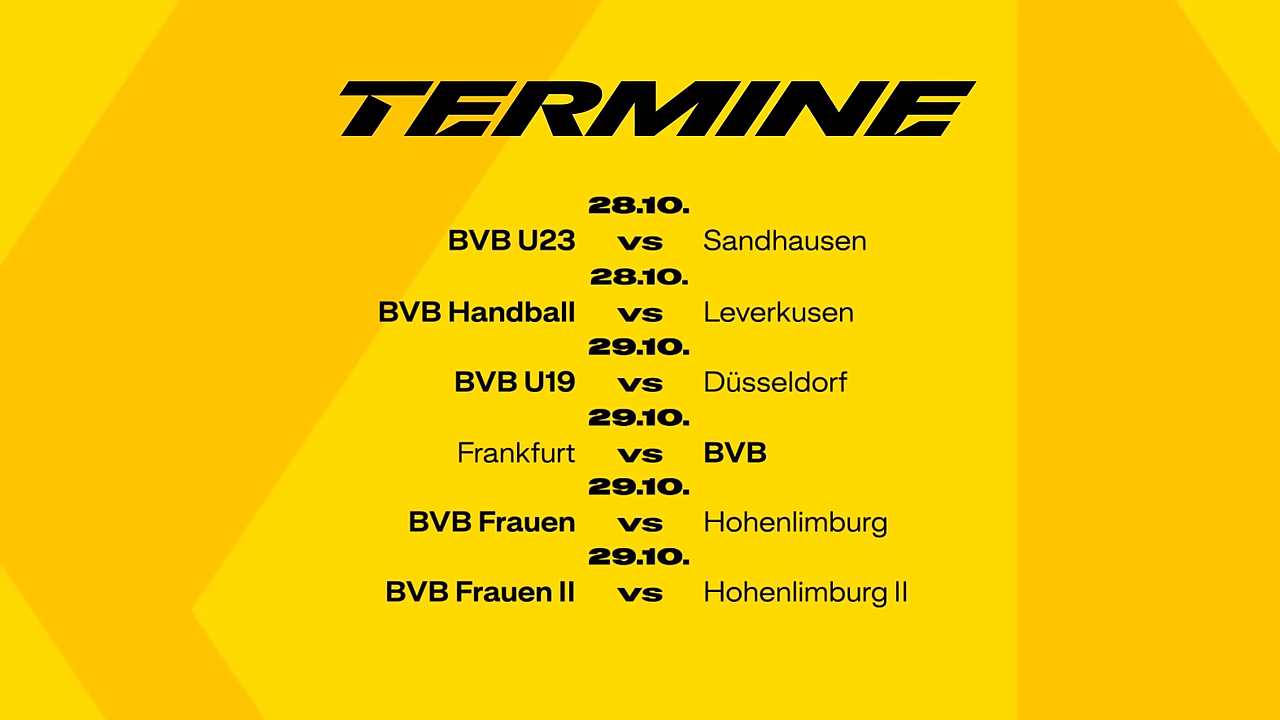 TERMINE
28.10.
BVB U23 vs Sandhausen
28.10.
BVB Handball vs Leverkusen
29.10.
BVB U19 vs Düsseldorf
29.10.
Frankfurt vs BVB
29.10.
BVB Frauen vs Hohenlimburg
29.10.
BVB Frauen II vs Hohenlimburg II